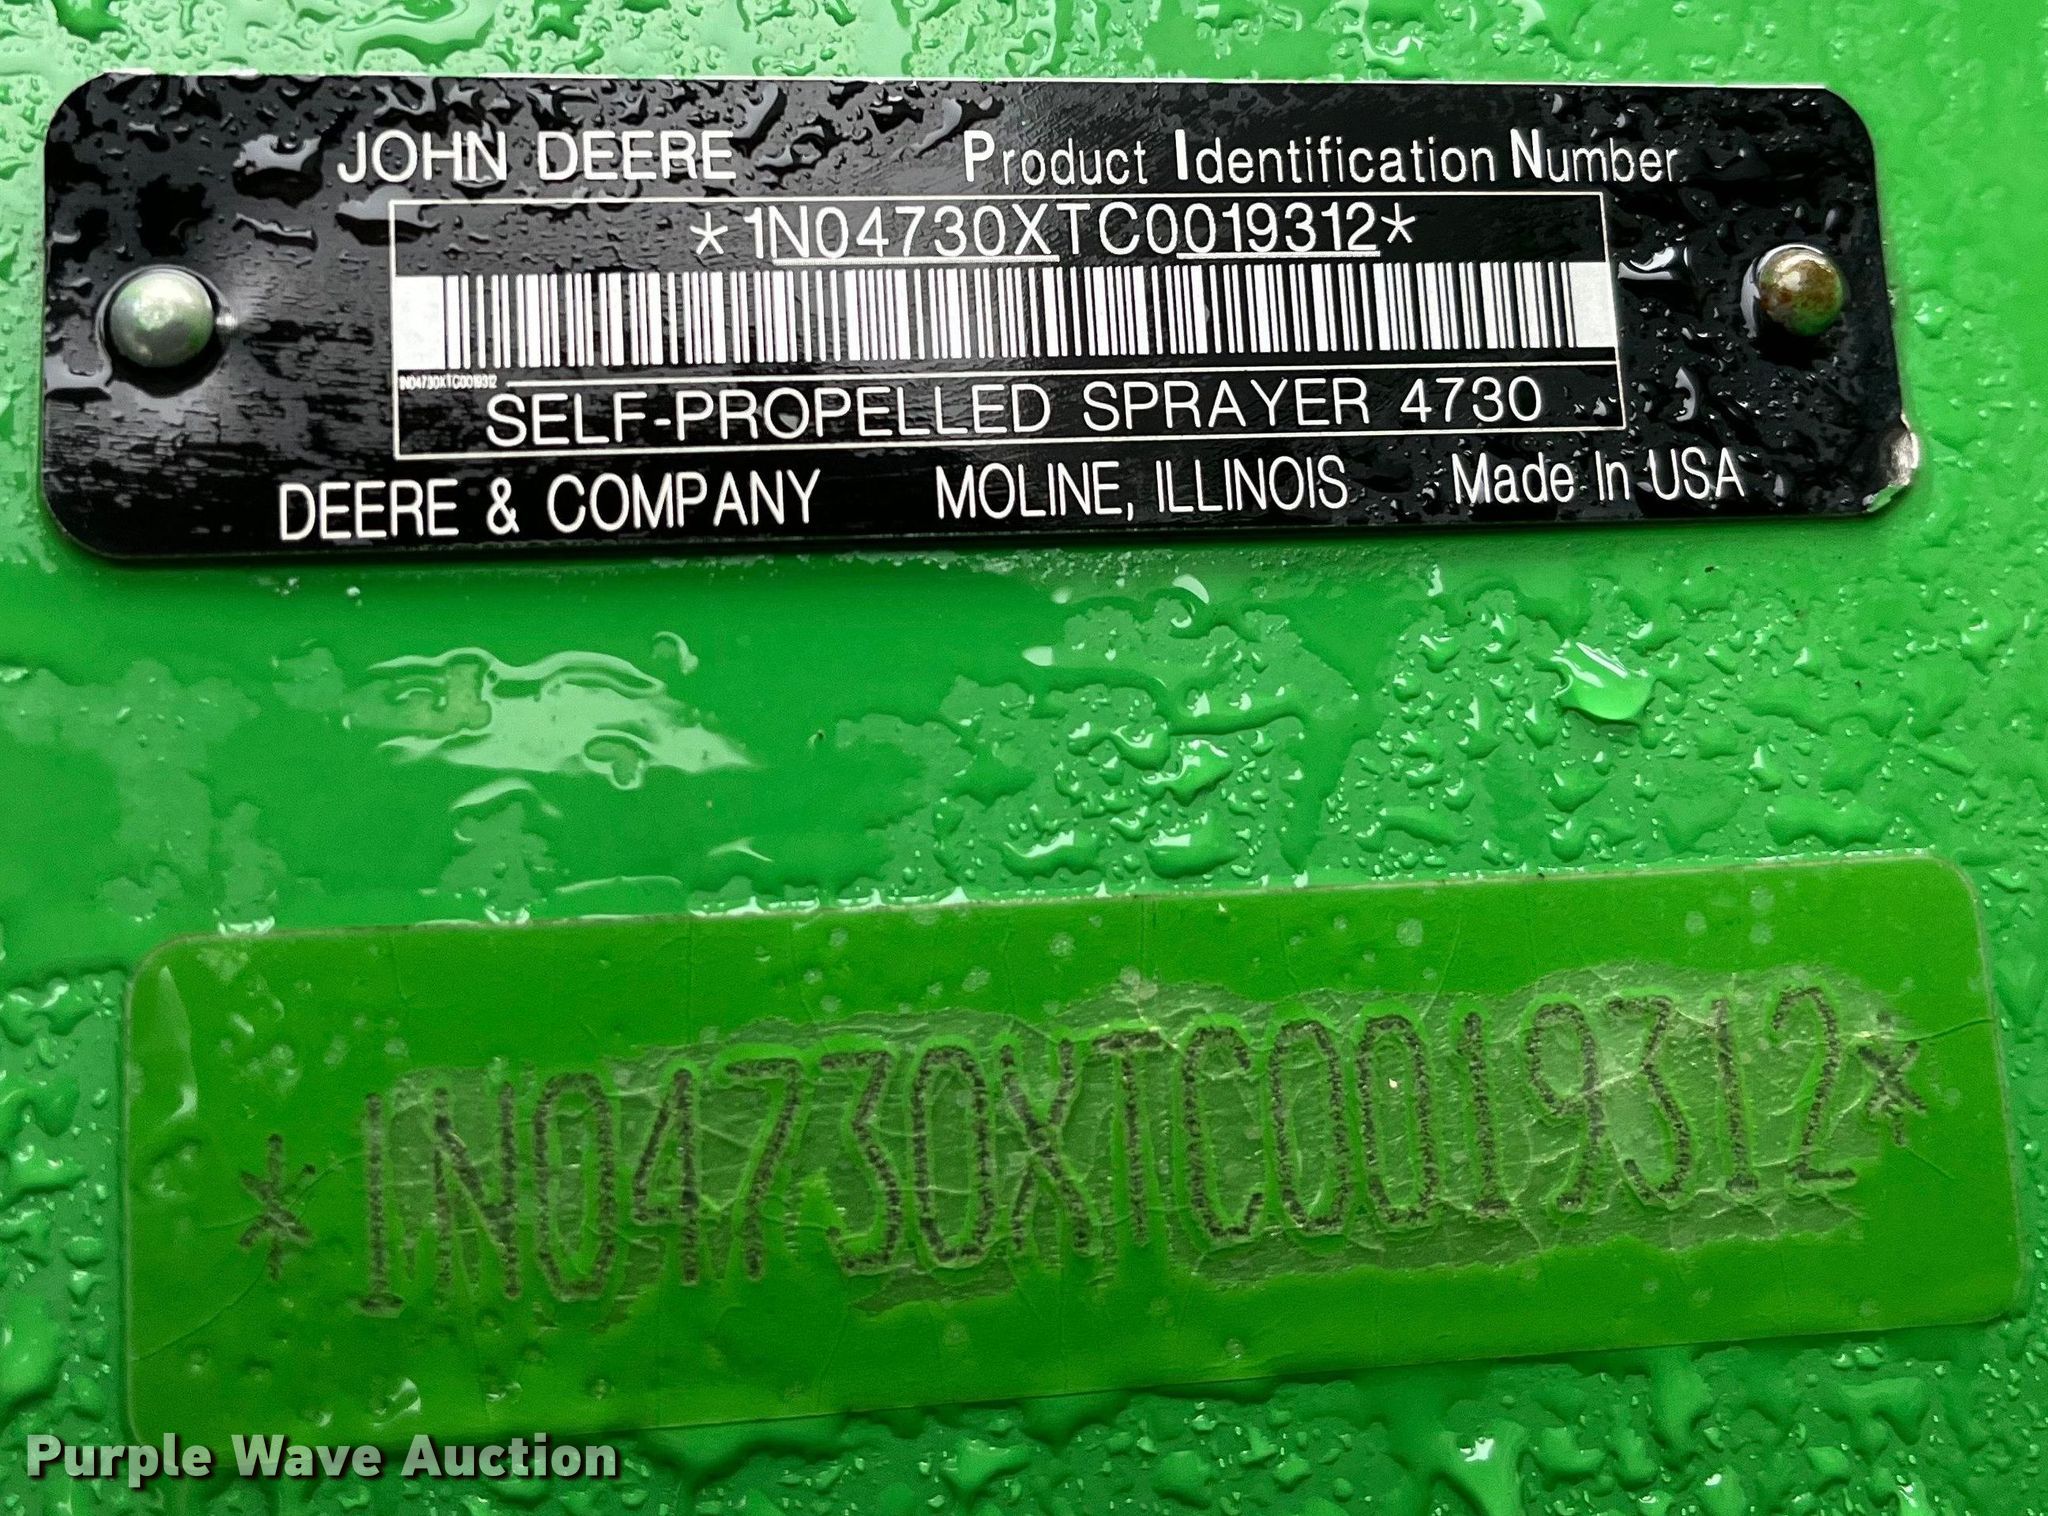 JOHN DEERE Product Identification Number
*1N04730XTC0019312*
1N04730XTC0019312
SELF-PROPELLED SPRAYER 4730
DEERE & COMPANY MOLINE, ILLINOIS Made In USA
*1N04730XTC0019312*
Purple Wave Auction